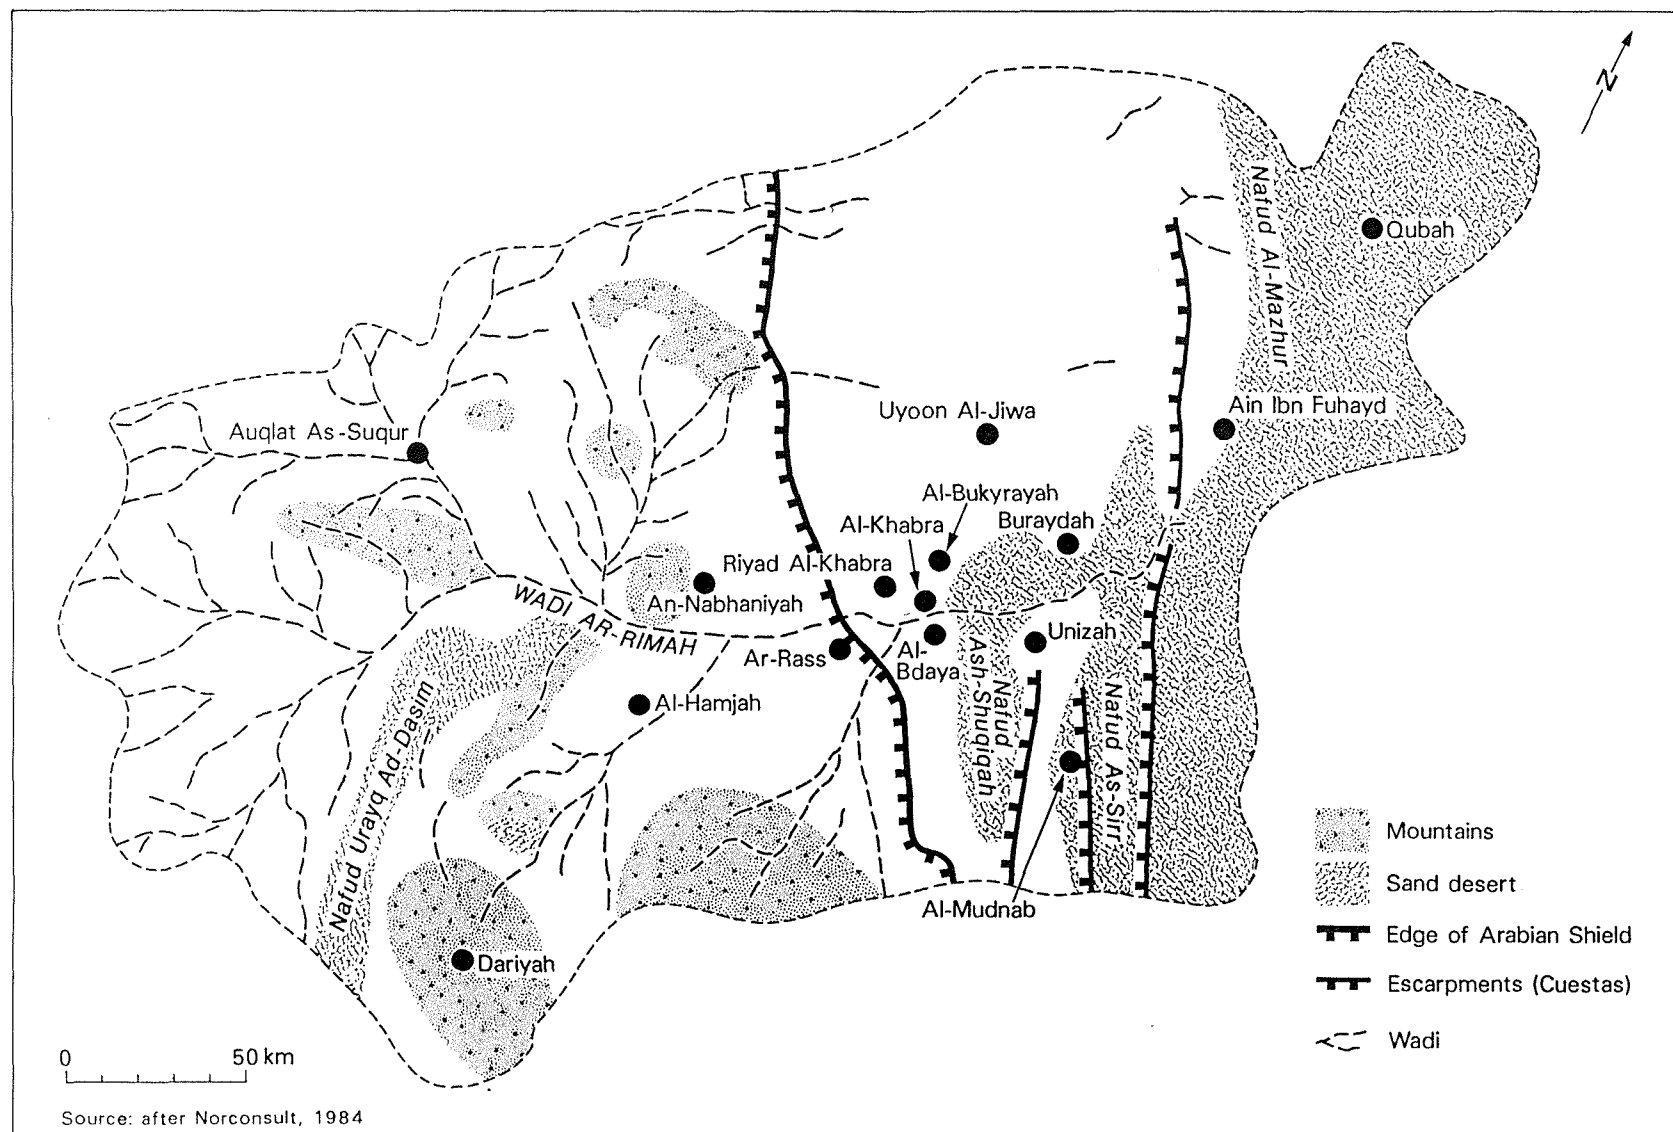 N
Nafud Al-Mazhur
Qubah
Ain Ibn Fuhayd
Uyoon Al-Jiwa
Auqlat As-Suqur
Al-Bukyrayah
Al-Khabra
Buraydah
Riyad Al-Khabra
An-Nabhaniyah
WADI AR-RIMAH
Ar-Rass
Al-
Bdaya
Unizah
Al-Hamjah
Nafud
Ash-Shuqiqah
Nafud As-Sirr
Nafud Urayq Ad-Dasim
Al-Mudnab
Dariyah
Mountains
Sand desert
Edge of Arabian Shield
Escarpments (Cuestas)
Wadi
0 50 km
Source: after Norconsult, 1984